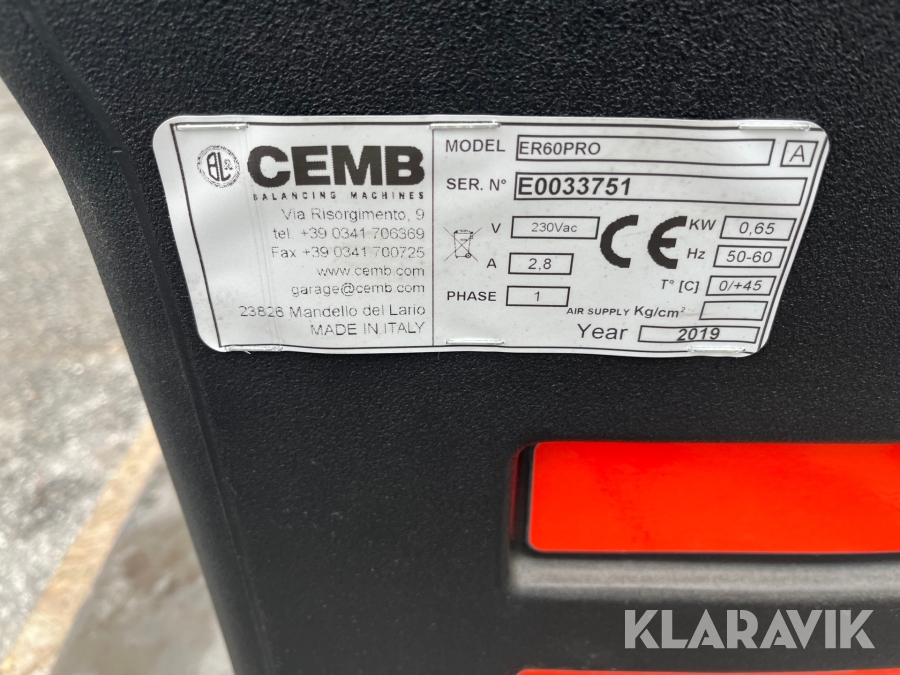 CEMB
BALANCING MACHINES
Via Risorgimento, 9
tel. +39 0341 706369
Fax +39 0341 700725
www.cemb.com
garage@cemb.com
23826 Mandello del Lario
MADE IN ITALY
MODEL ER60PRO A
SER. N° E0033751
V 230Vac
A 2,8
PHASE 1
CE
KW 0,65
Hz 50-60
T° [C] 0/+45
AIR SUPPLY Kg/cm²
Year 2019
KLARAVIK